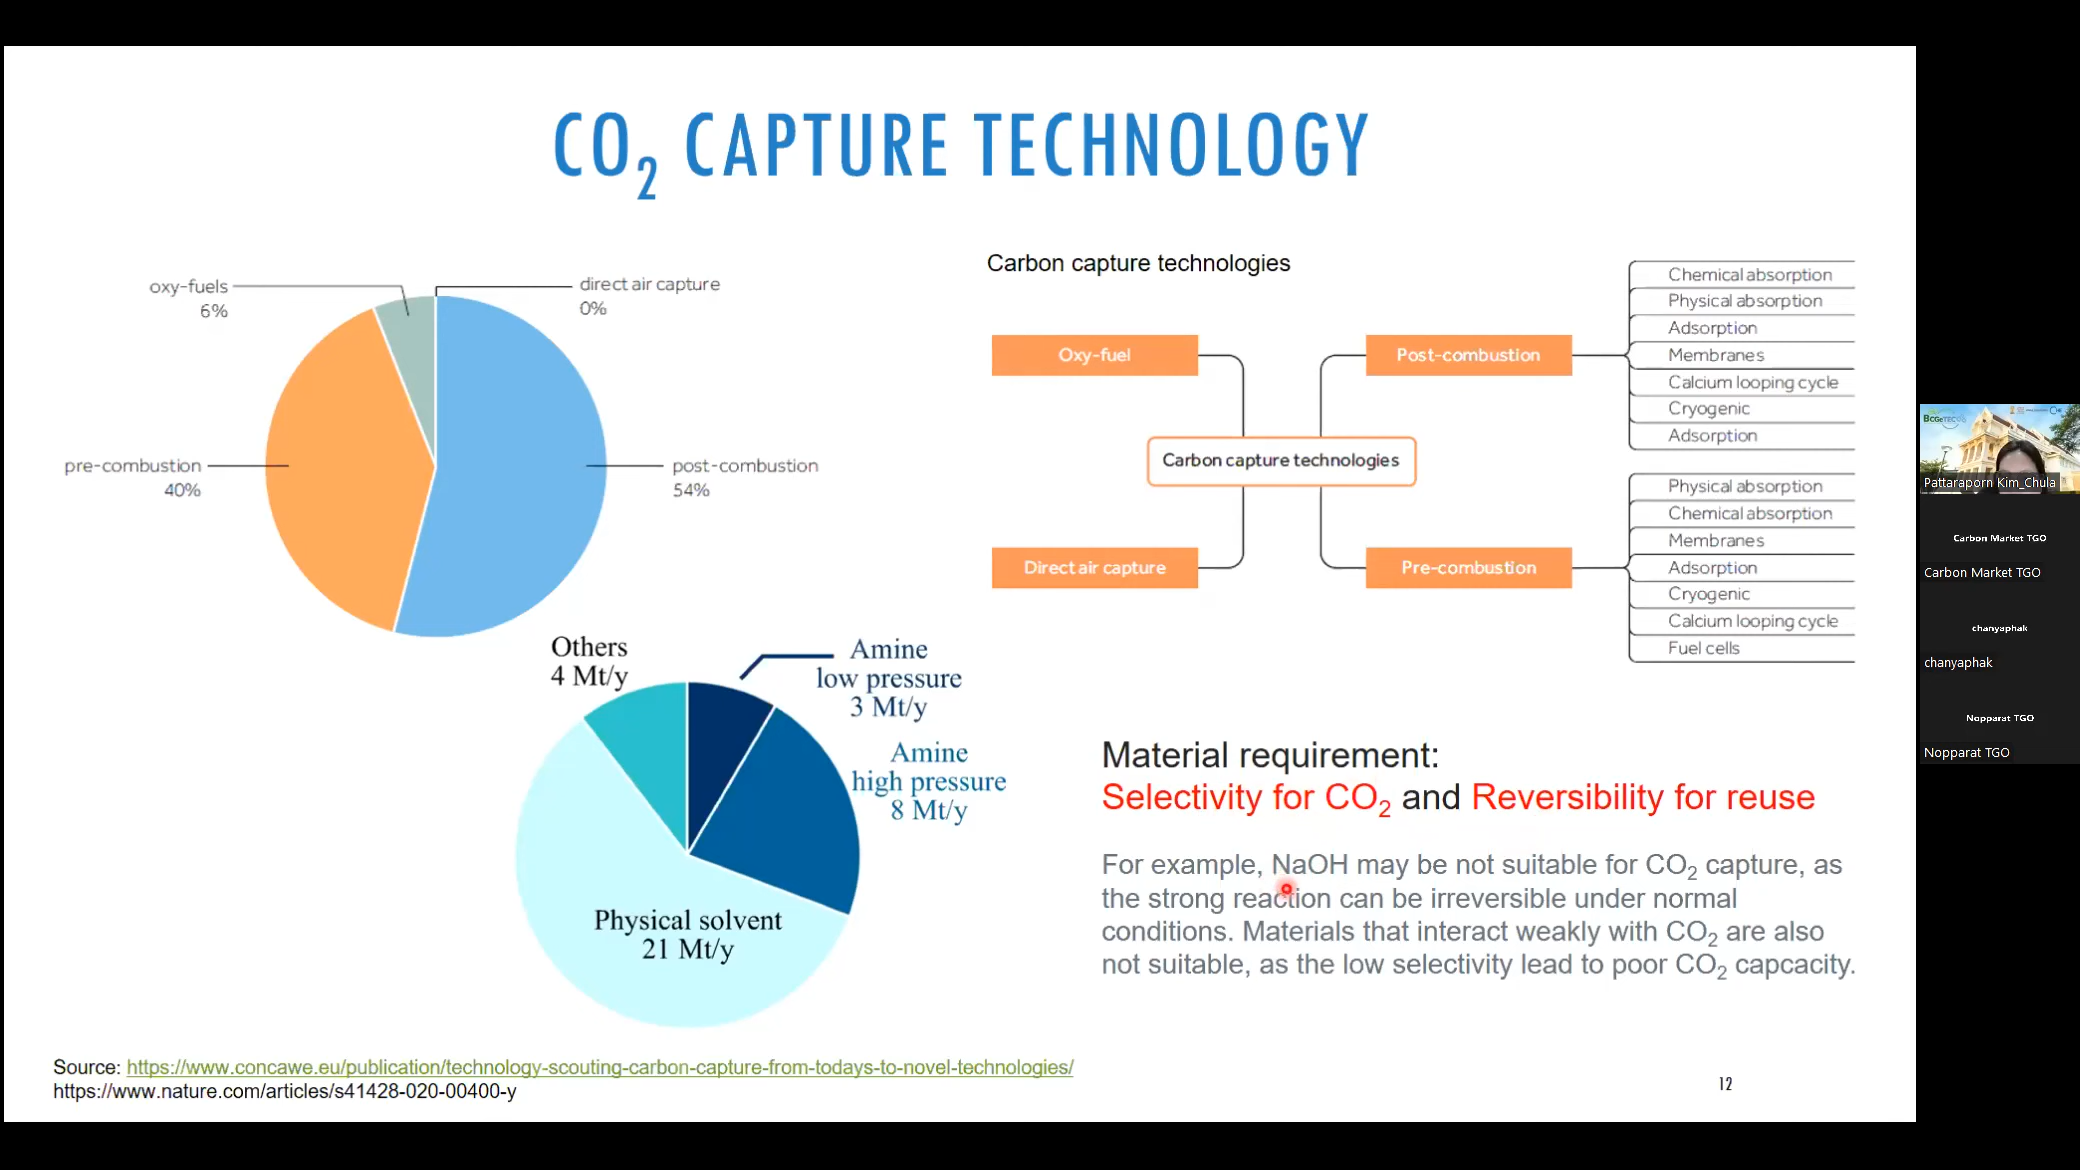 CO2 CAPTURE TECHNOLOGY
oxy-fuels
6%
direct air capture
0%
pre-combustion
40%
post-combustion
54%
Others
4 Mt/y
Amine
low pressure
3 Mt/y
Amine
high pressure
8 Mt/y
Physical solvent
21 Mt/y
Carbon capture technologies
Oxy-fuel
Post-combustion
Carbon capture technologies
Direct air capture
Pre-combustion
Chemical absorption
Physical absorption
Adsorption
Membranes
Calcium looping cycle
Cryogenic
Adsorption
Physical absorption
Chemical absorption
Membranes
Adsorption
Cryogenic
Calcium looping cycle
Fuel cells
Material requirement:
Selectivity for CO2 and Reversibility for reuse
For example, NaOH may be not suitable for CO2 capture, as
the strong reaction can be irreversible under normal
conditions. Materials that interact weakly with CO2 are also
not suitable, as the low selectivity lead to poor CO2 capcacity.
Source: https://www.concawe.eu/publication/technology-scouting-carbon-capture-from-todays-to-novel-technologies/
https://www.nature.com/articles/s41428-020-00400-y
12
Pattaraporn Kim_Chula
Carbon Market TGO
Carbon Market TGO
chanyaphak
chanyaphak
Nopparat TGO
Nopparat TGO